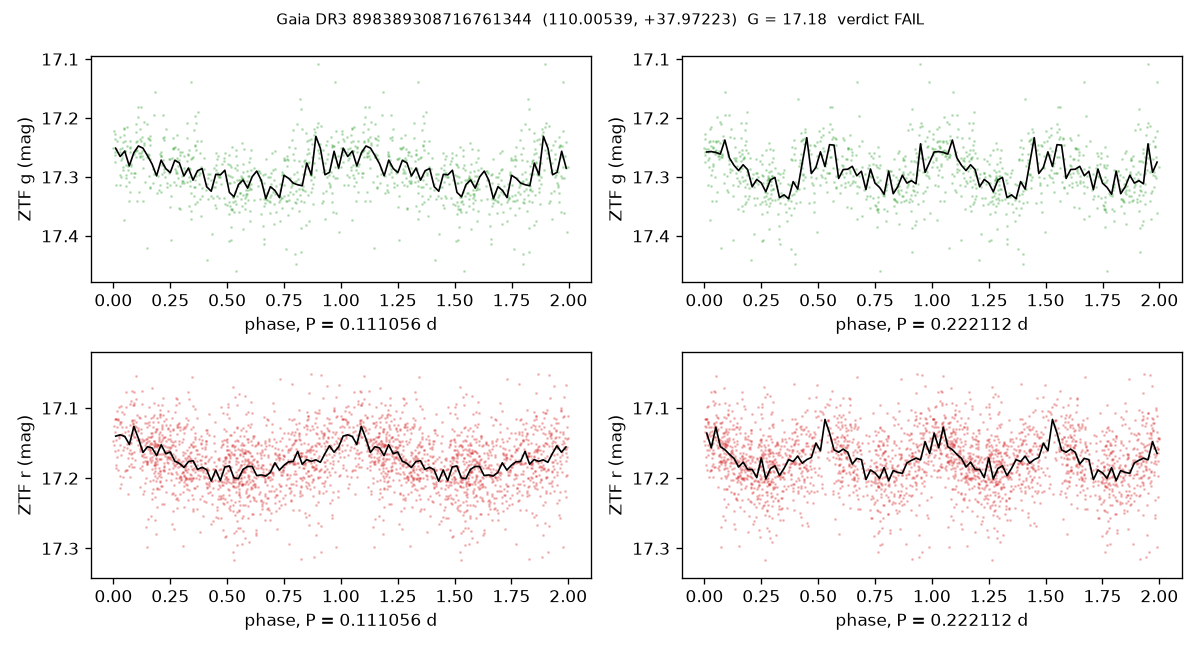 Gaia DR3 898389308716761344 (110.00539, +37.97223) G = 17.18 verdict FAIL
17.1
17.2
17.3
17.4
ZTF g (mag)
0.00 0.25 0.50 0.75 1.00 1.25 1.50 1.75 2.00
phase, P = 0.111056 d
17.1
17.2
17.3
17.4
ZTF g (mag)
0.00 0.25 0.50 0.75 1.00 1.25 1.50 1.75 2.00
phase, P = 0.222112 d
17.1
17.2
17.3
ZTF r (mag)
0.00 0.25 0.50 0.75 1.00 1.25 1.50 1.75 2.00
phase, P = 0.111056 d
17.1
17.2
17.3
ZTF r (mag)
0.00 0.25 0.50 0.75 1.00 1.25 1.50 1.75 2.00
phase, P = 0.222112 d